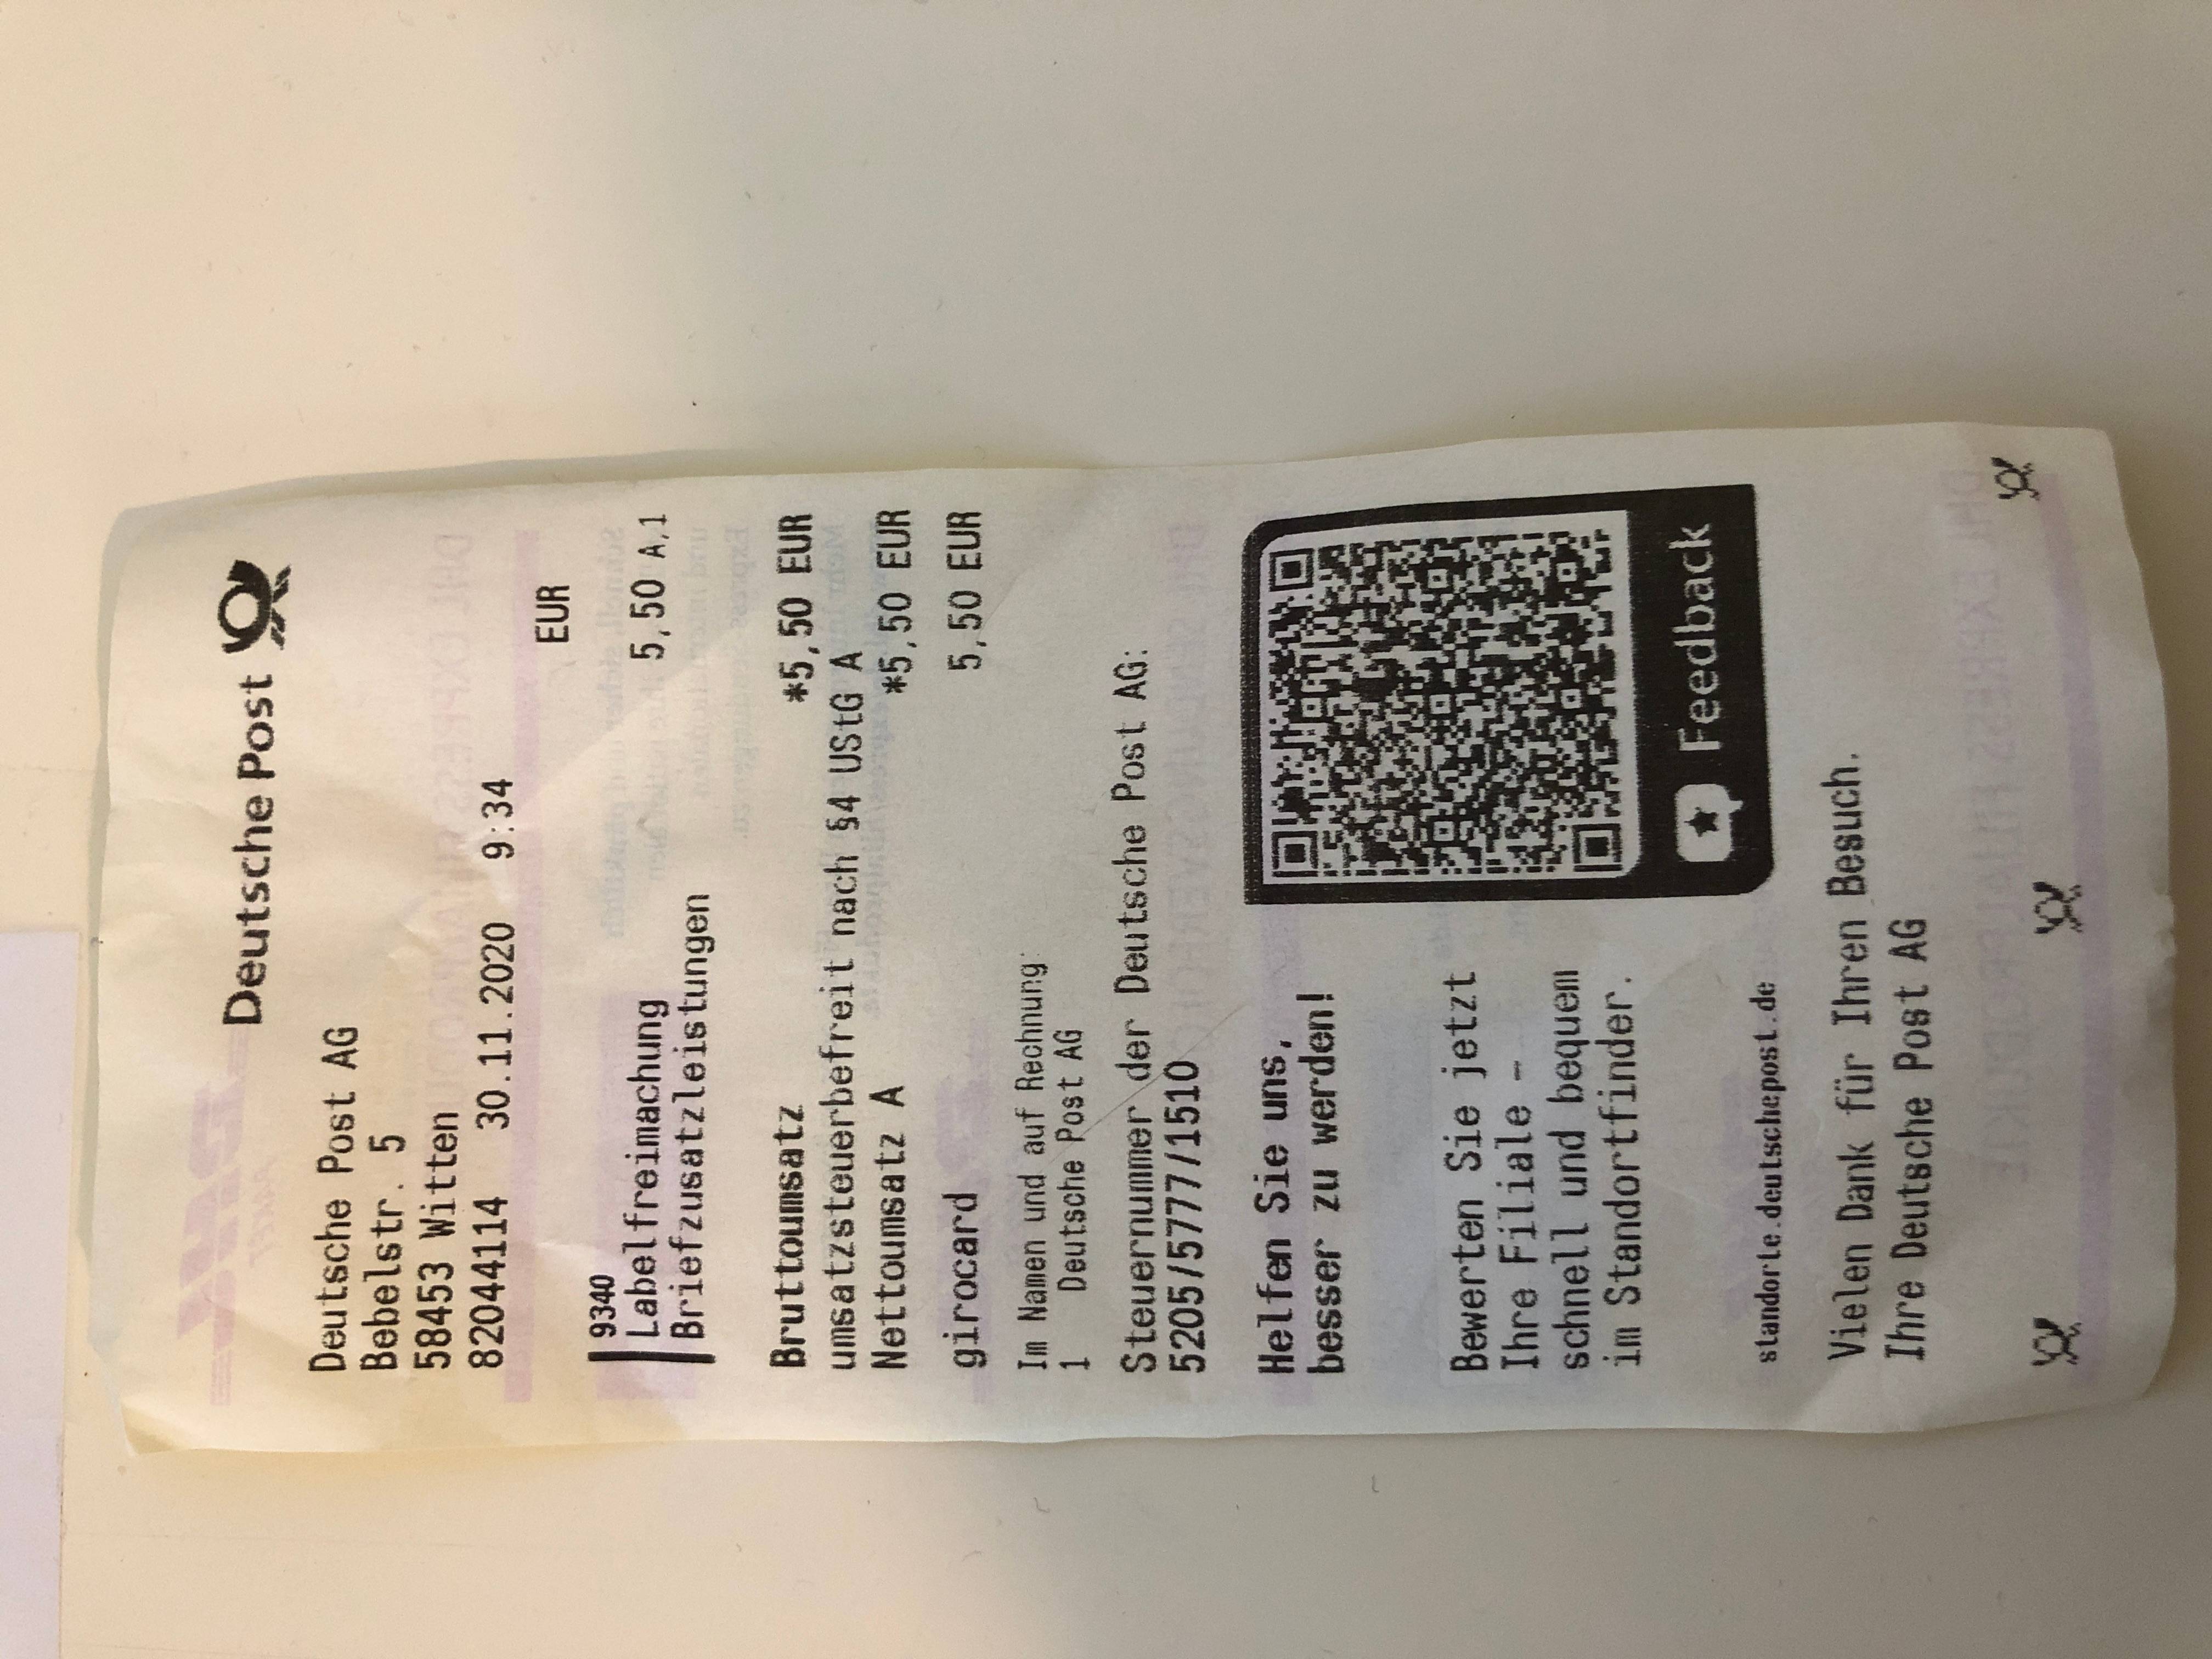 Deutsche Post
Deutsche Post AG
Bebelstr. 5
58453 Witten
82044114 30.11.2020 9:34
EUR
9340
Labelfreimachung 5,50 A,1
Briefzusatzleistungen
Bruttoumsatz *5,50 EUR
umsatzsteuerbefreit nach §4 UStG A
Nettoumsatz A *5,50 EUR
girocard 5,50 EUR
Im Namen und auf Rechnung:
1 Deutsche Post AG
Steuernummer der Deutsche Post AG:
5205/5777/1510
Helfen Sie uns,
besser zu werden!
Bewerten Sie jetzt
Ihre Filiale -
schnell und bequem
im Standortfinder.
Feedback
standorte.deutschepost.de
Vielen Dank für Ihren Besuch.
Ihre Deutsche Post AG